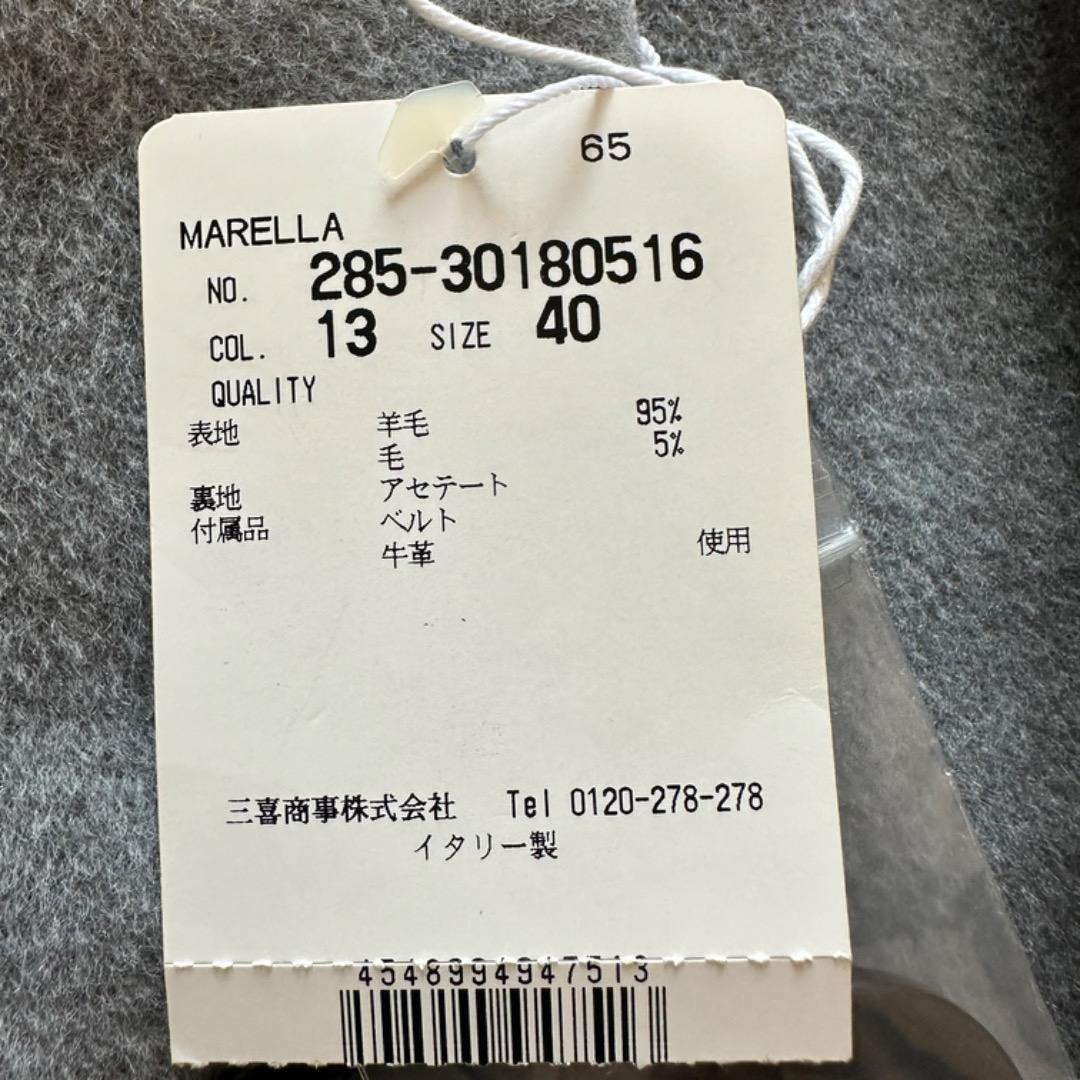 65
MARELLA
NO. 285-30180516
COL. 13 SIZE 40
QUALITY
表地 羊毛 95%
毛 5%
裏地 アセテート
付属品 ベルト
牛革 使用
三喜商事株式会社 Tel 0120-278-278
イタリー製
4548994947513